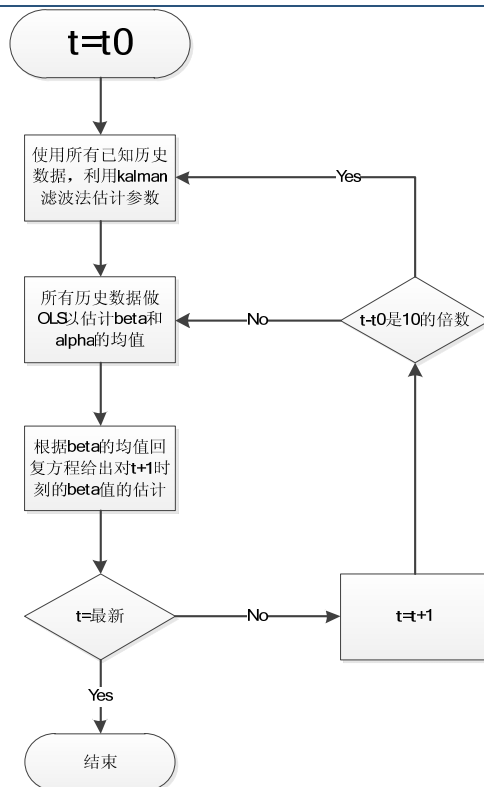 t=t0
使用所有已知历史
数据，利用kalman
滤波法估计参数
Yes
所有历史数据做
OLS以估计beta和
alpha的均值
No
t-t0是10的倍数
根据beta的均值回
复方程给出对t+1时
刻的beta值的估计
t=最新
No
t=t+1
Yes
结束